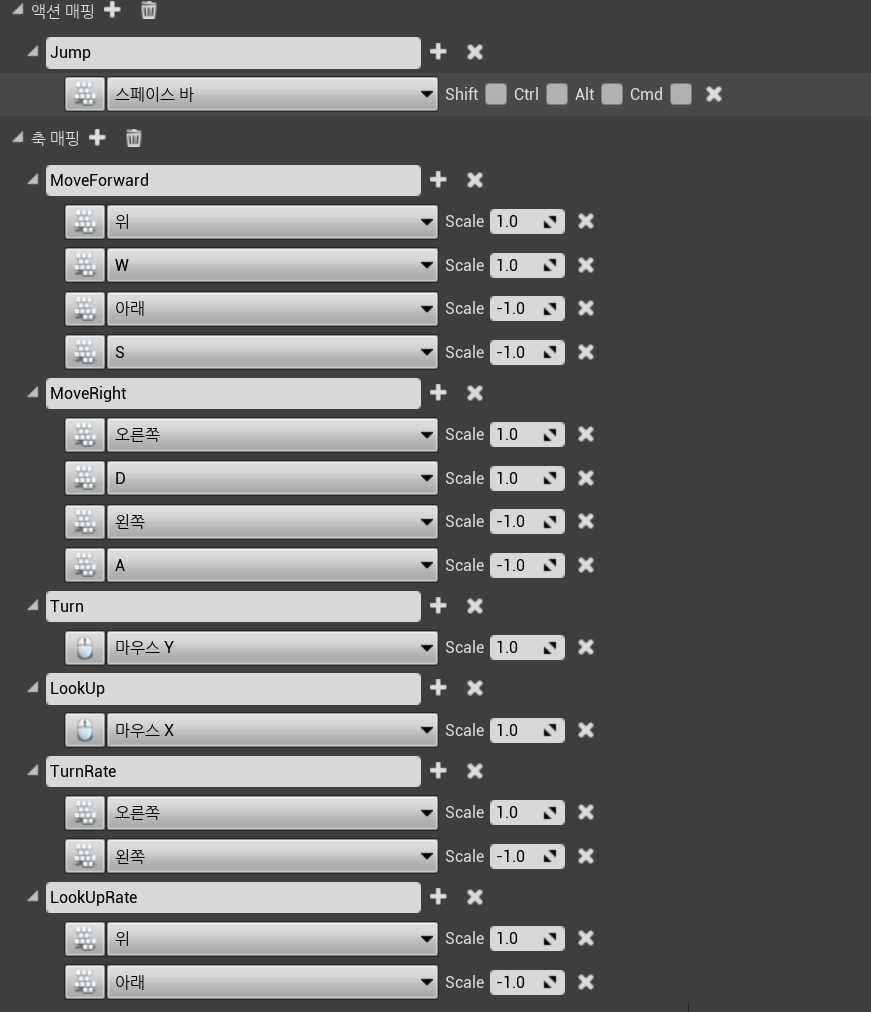 액션 매핑
Jump
스페이스 바 Shift Ctrl Alt Cmd
축 매핑
MoveForward
위 Scale 1.0
W Scale 1.0
아래 Scale -1.0
S Scale -1.0
MoveRight
오른쪽 Scale 1.0
D Scale 1.0
왼쪽 Scale -1.0
A Scale -1.0
Turn
마우스 Y Scale 1.0
LookUp
마우스 X Scale 1.0
TurnRate
오른쪽 Scale 1.0
왼쪽 Scale -1.0
LookUpRate
위 Scale 1.0
아래 Scale -1.0